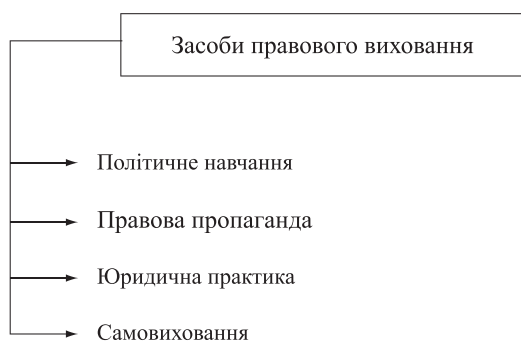 Засоби правового виховання
Політичне навчання
Правова пропаганда
Юридична практика
Самовиховання